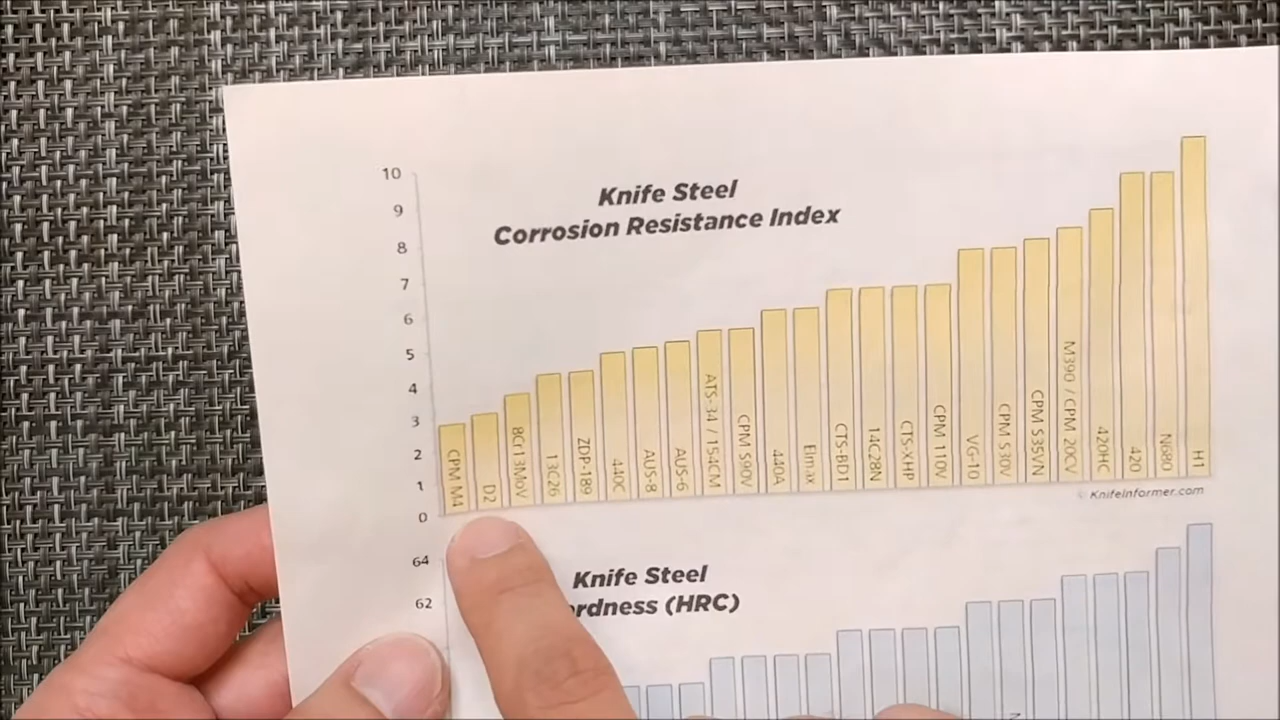 10
Knife Steel
Corrosion Resistance Index
9
8
7
6
5
4
3
2
1
0
CPM M4
D2
8Cr13MoV
13C26
ZDP-189
440C
AUS-8
AUS-6
ATS-34 / 154CM
CPM S90V
440A
Elmax
CTS-BD1
14C28N
CTS-XHP
CPM 110V
VG-10
CPM S30V
CPM S35VN
M390 / CPM 20CV
420HC
420
N680
H1
© KnifeInformer.com
64
Knife Steel
62
rdness (HRC)